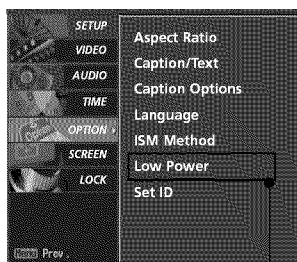 SETUP
VIDEO
AUDIO
TIME
OPTION
SCREEN
LOCK
Menu Prev.
Aspect Ratio
Caption/Text
Caption Options
Language
ISM Method
Low Power
Set ID